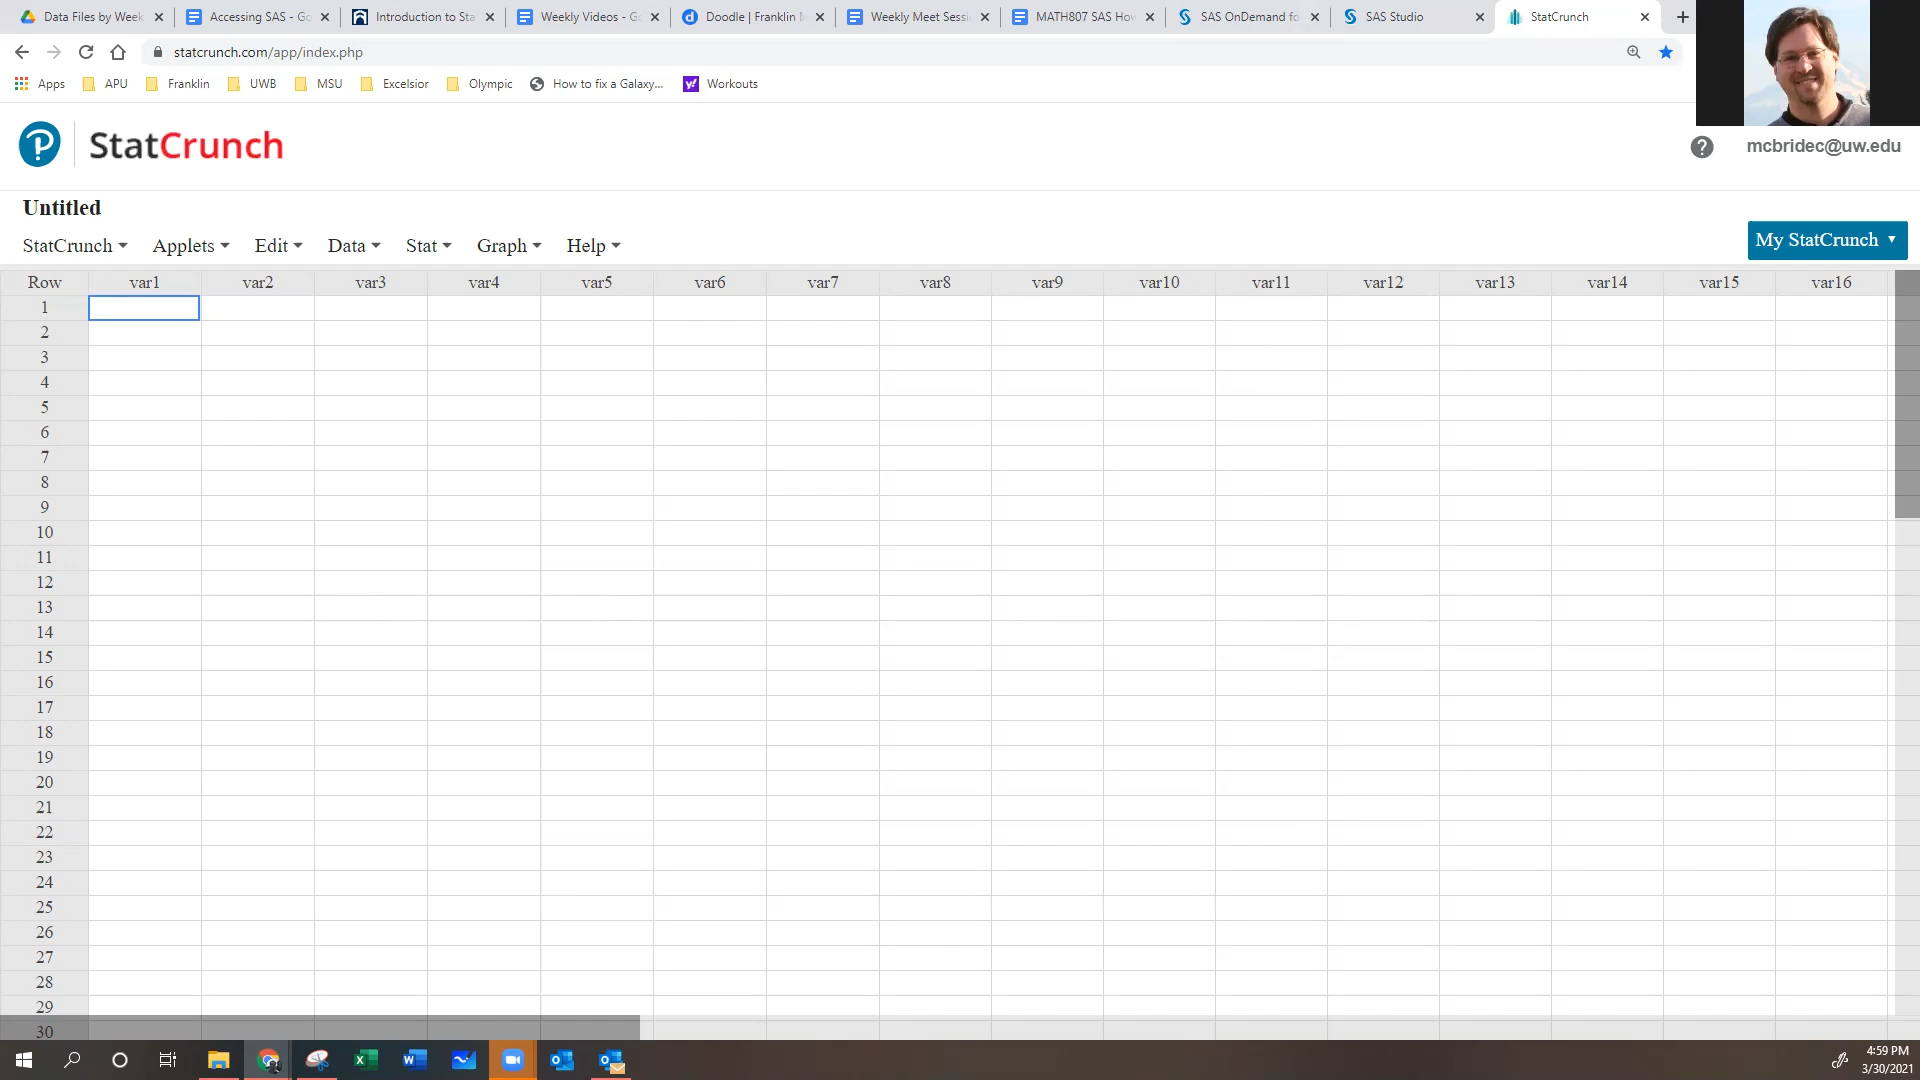 Data Files by Week
Accessing SAS - Go
Introduction to Sta
Weekly Videos - Go
Doodle | Franklin M
Weekly Meet Sessi
MATH807 SAS How
SAS OnDemand fo
SAS Studio
StatCrunch
statcrunch.com/app/index.php
Apps APU Franklin UWB MSU Excelsior Olympic How to fix a Galaxy... Workouts
StatCrunch
mcbridec@uw.edu
Untitled
StatCrunch Applets Edit Data Stat Graph Help
My StatCrunch
Row var1 var2 var3 var4 var5 var6 var7 var8 var9 var10 var11 var12 var13 var14 var15 var16
1
2
3
4
5
6
7
8
9
10
11
12
13
14
15
16
17
18
19
20
21
22
23
24
25
26
27
28
29
30
4:59 PM
3/30/2021